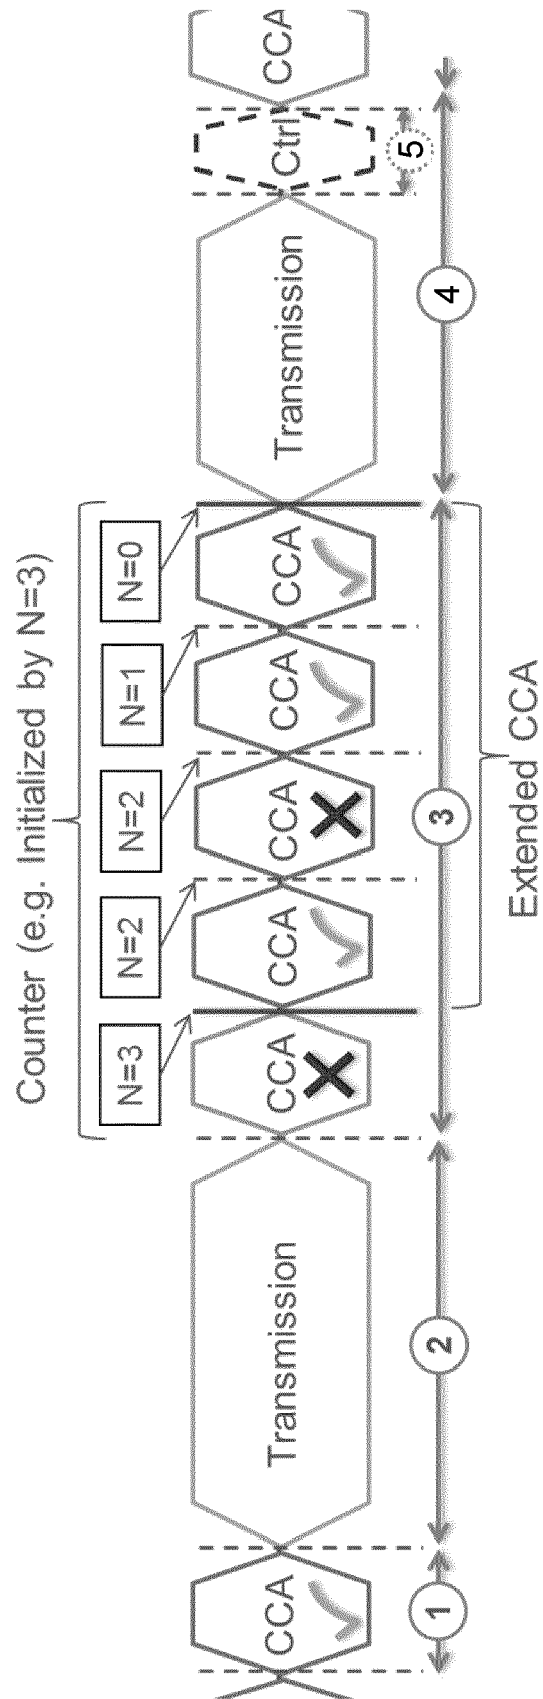 Counter (e.g. Initialized by N=3)
N=3
N=2
N=2
N=1
N=0
CCA
Transmission
CCA
CCA
CCA
CCA
CCA
Transmission
Ctrl
CCA
1
2
3
4
5
Extended CCA